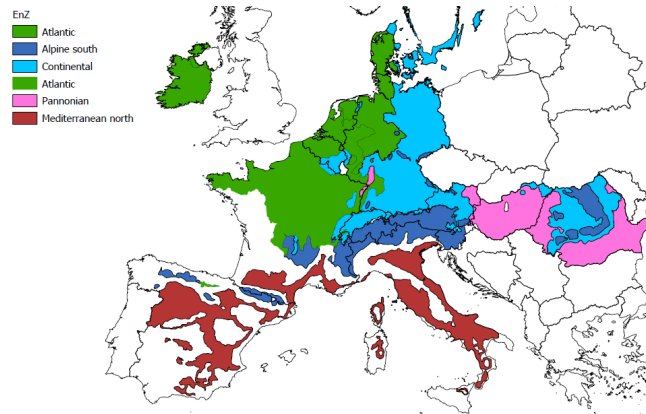 EnZ
Atlantic
Alpine south
Continental
Atlantic
Pannonian
Mediterranean north